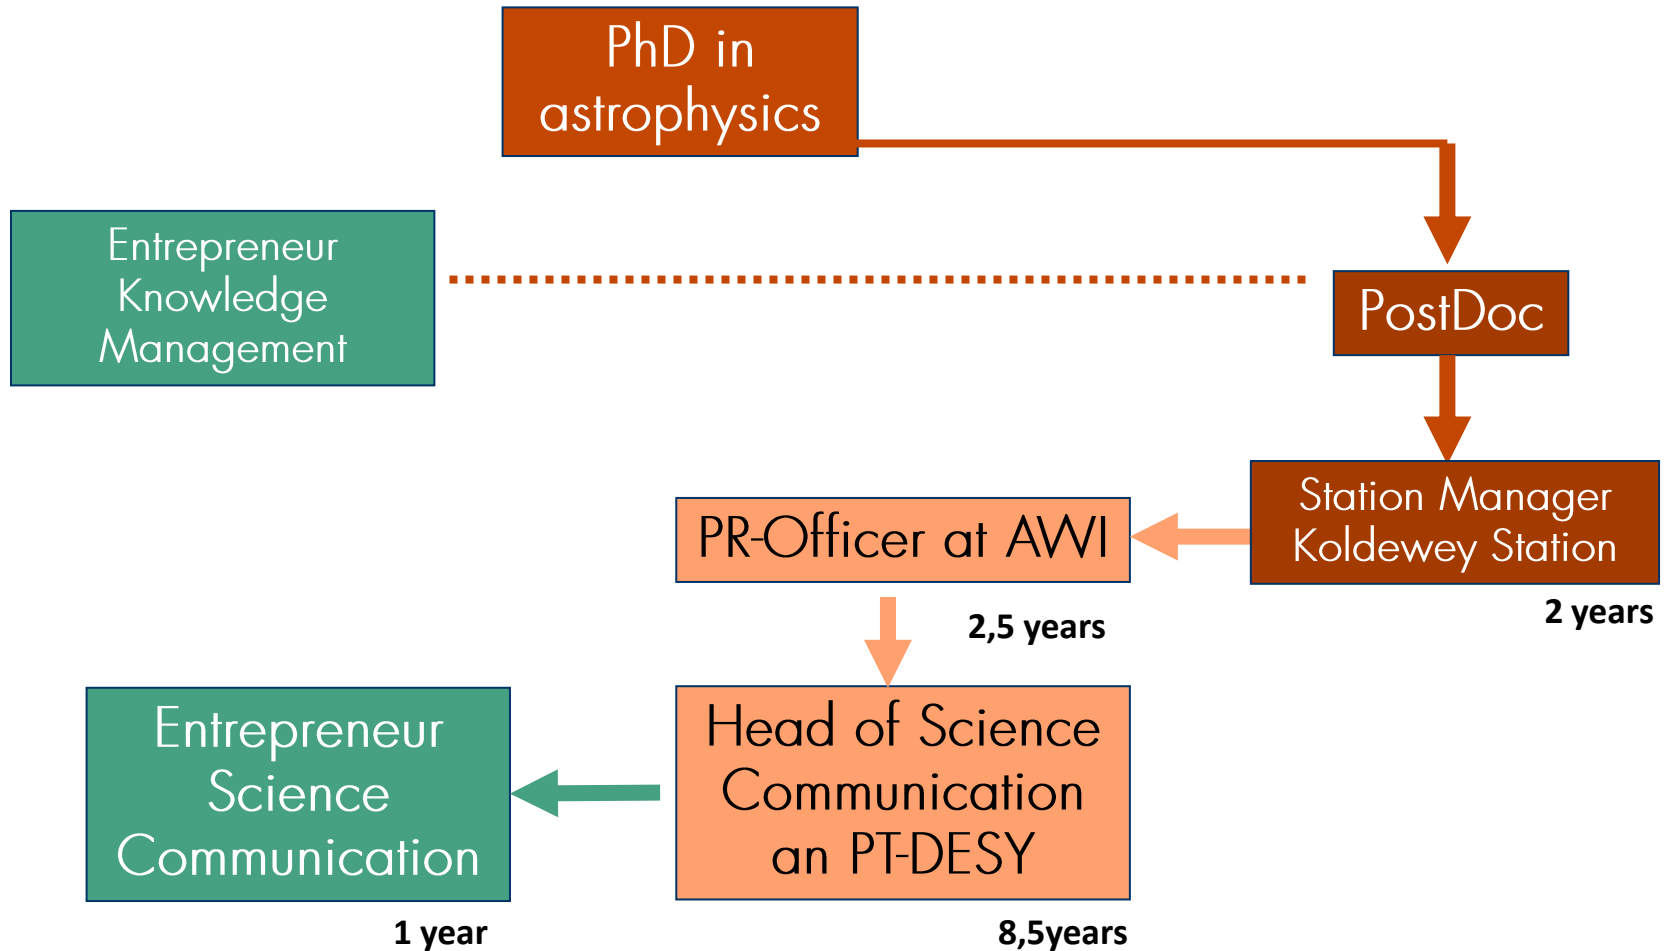 PhD in
astrophysics
Entrepreneur
Knowledge
Management
PostDoc
Station Manager
Koldewey Station
2 years
PR-Officer at AWI
2,5 years
Head of Science
Communication
an PT-DESY
8,5years
Entrepreneur
Science
Communication
1 year